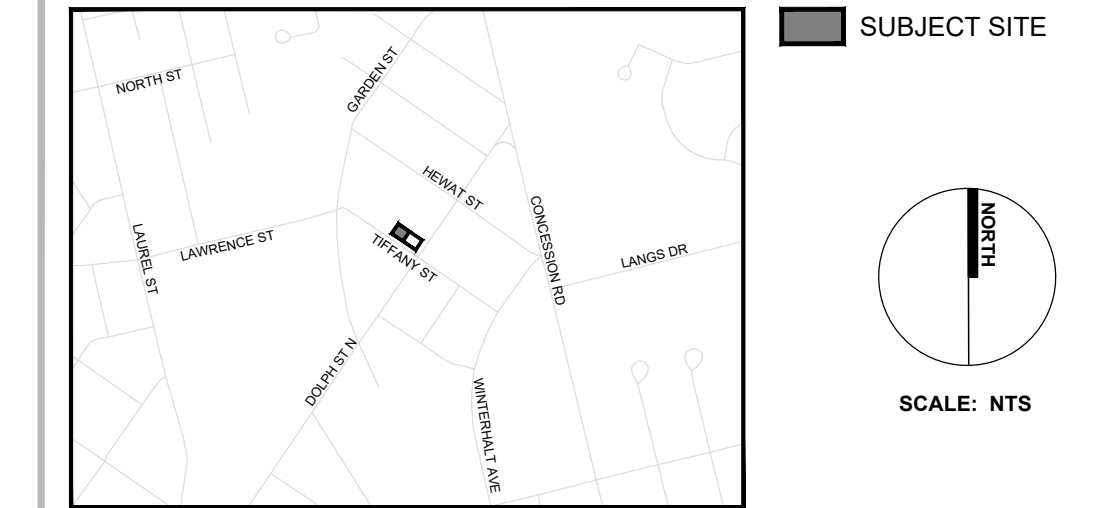 SUBJECT SITE
NORTH ST
GARDEN ST
HEWAT ST
LAUREL ST
LAWRENCE ST
TIFFANY ST
CONCESSION RD
LANGS DR
DOLPH ST N
WINTERHALT AVE
NORTH
SCALE: NTS